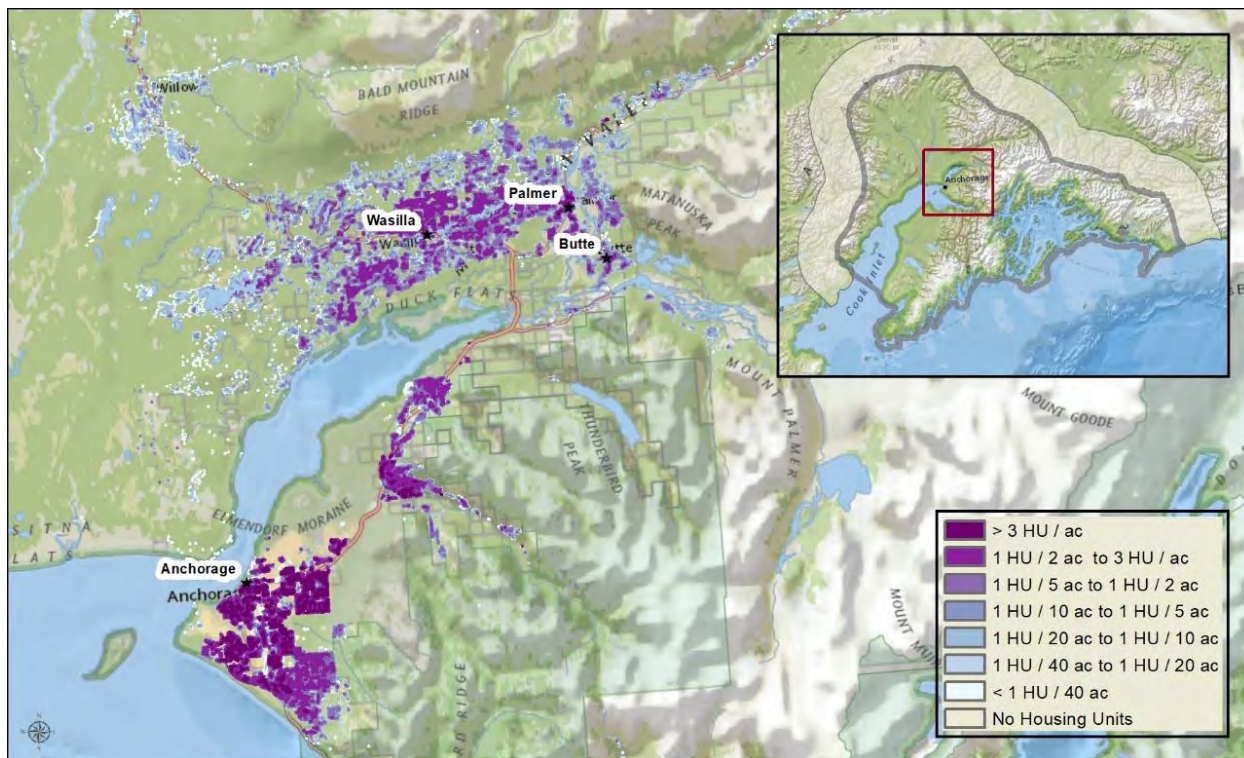 Willow
BALD MOUNTAIN
RIDGE
VALLEY
Palmer
MATANUSKA
PEAK
Wasilla
Butte
DUCK FLATS
MOUNT PALMER
THUNDERBIRD
PEAK
ELMENDORF MORAINE
SITNA
LATS
Anchorage
MOUNT GOODE
Anchorage
Cook Inlet
> 3 HU / ac
1 HU / 2 ac to 3 HU / ac
1 HU / 5 ac to 1 HU / 2 ac
1 HU / 10 ac to 1 HU / 5 ac
1 HU / 20 ac to 1 HU / 10 ac
1 HU / 40 ac to 1 HU / 20 ac
< 1 HU / 40 ac
No Housing Units